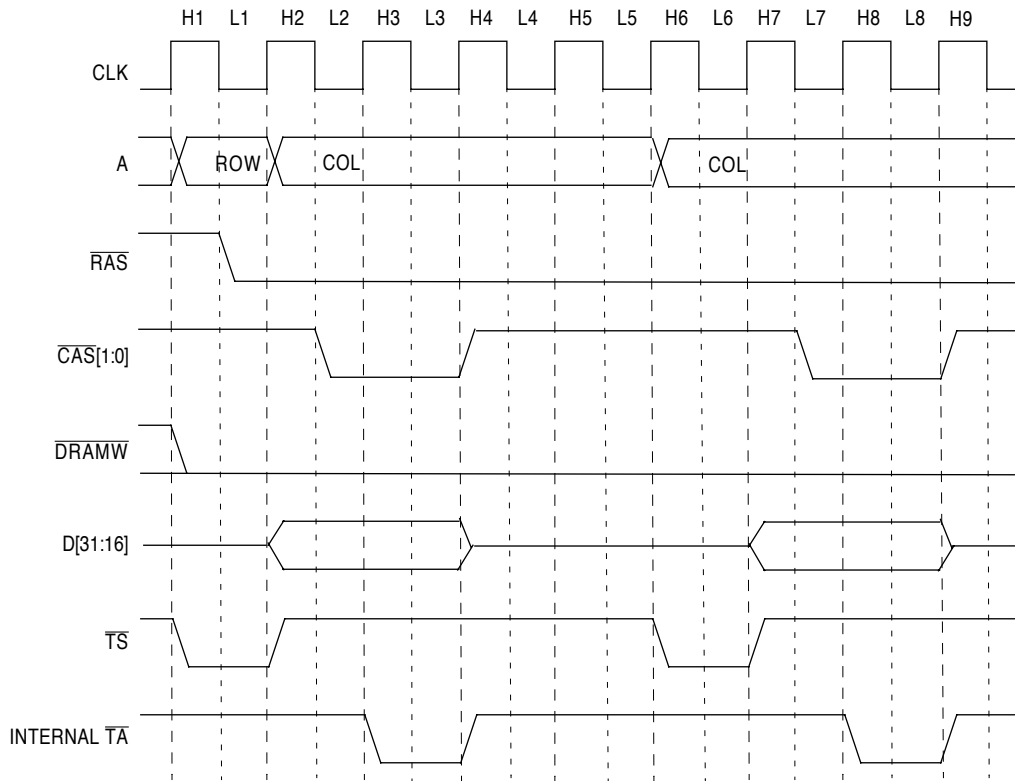 H1 L1 H2 L2 H3 L3 H4 L4 H5 L5 H6 L6 H7 L7 H8 L8 H9
CLK
A ROW COL COL
RAS
CAS[1:0]
DRAMW
D[31:16]
TS
INTERNAL TA